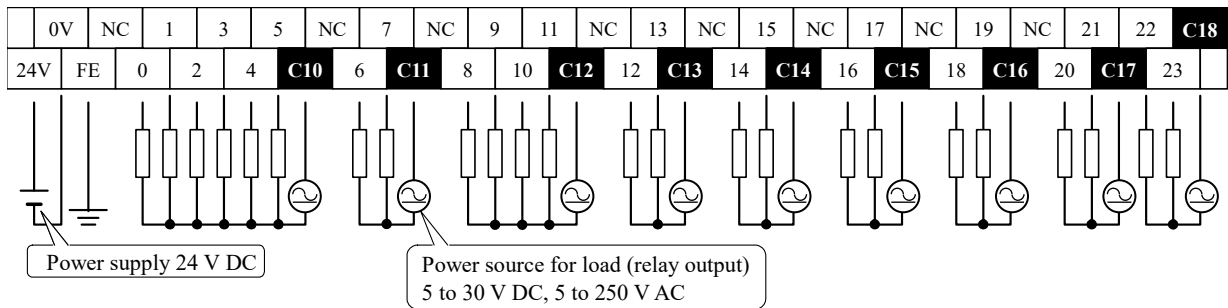 0V NC 1 3 5 NC 7 NC 9 11 NC 13 NC 15 NC 17 NC 19 NC 21 22 C18
24V FE 0 2 4 C10 6 C11 8 10 C12 12 C13 14 C14 16 C15 18 C16 20 C17 23
Power supply 24 V DC
Power source for load (relay output)
5 to 30 V DC, 5 to 250 V AC